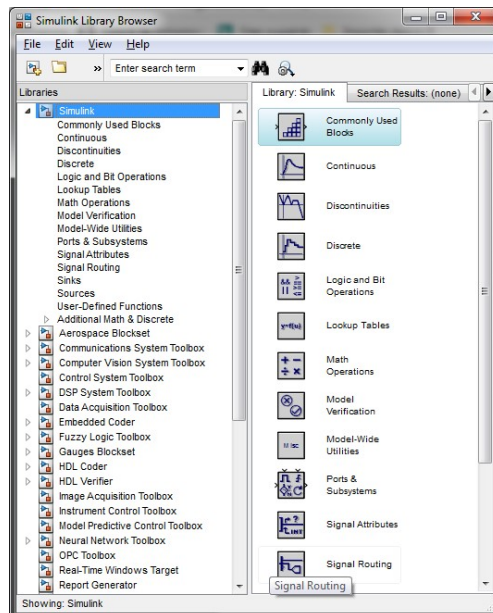 Simulink Library Browser
File Edit View Help
» Enter search term
Libraries
Library: Simulink Search Results: (none)
Simulink
Commonly Used Blocks
Continuous
Discontinuities
Discrete
Logic and Bit Operations
Lookup Tables
Math Operations
Model Verification
Model-Wide Utilities
Ports & Subsystems
Signal Attributes
Signal Routing
Sinks
Sources
User-Defined Functions
Additional Math & Discrete
Aerospace Blockset
Communications System Toolbox
Computer Vision System Toolbox
Control System Toolbox
DSP System Toolbox
Data Acquisition Toolbox
Embedded Coder
Fuzzy Logic Toolbox
Gauges Blockset
HDL Coder
HDL Verifier
Image Acquisition Toolbox
Instrument Control Toolbox
Model Predictive Control Toolbox
Neural Network Toolbox
OPC Toolbox
Real-Time Windows Target
Report Generator
Commonly Used
Blocks
Continuous
Discontinuities
Discrete
Logic and Bit
Operations
y=f(u)
Lookup Tables
+ −
÷ ×
Math
Operations
Model
Verification
Model-Wide
Utilities
Ports &
Subsystems
Signal Attributes
Signal Routing
Signal Routing
Showing: Simulink